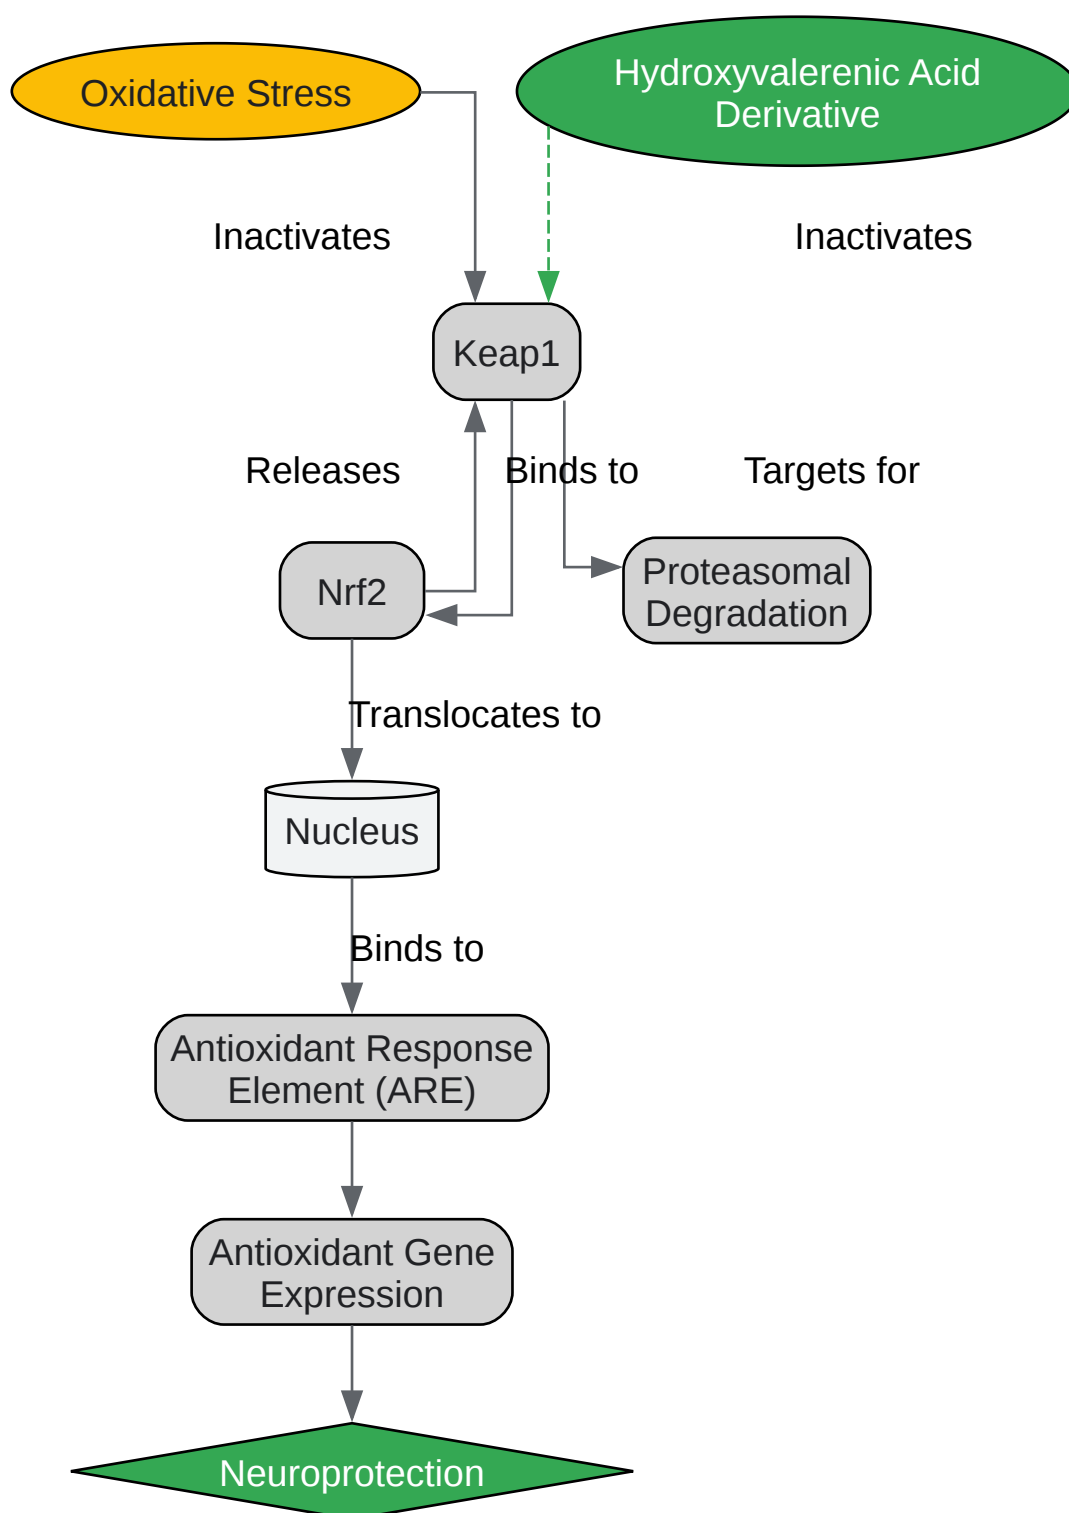 Oxidative Stress
Hydroxyvalerenic Acid
Derivative
Inactivates
Inactivates
Keap1
Releases
Binds to
Targets for
Nrf2
Proteasomal
Degradation
Translocates to
Nucleus
Binds to
Antioxidant Response
Element (ARE)
Antioxidant Gene
Expression
Neuroprotection